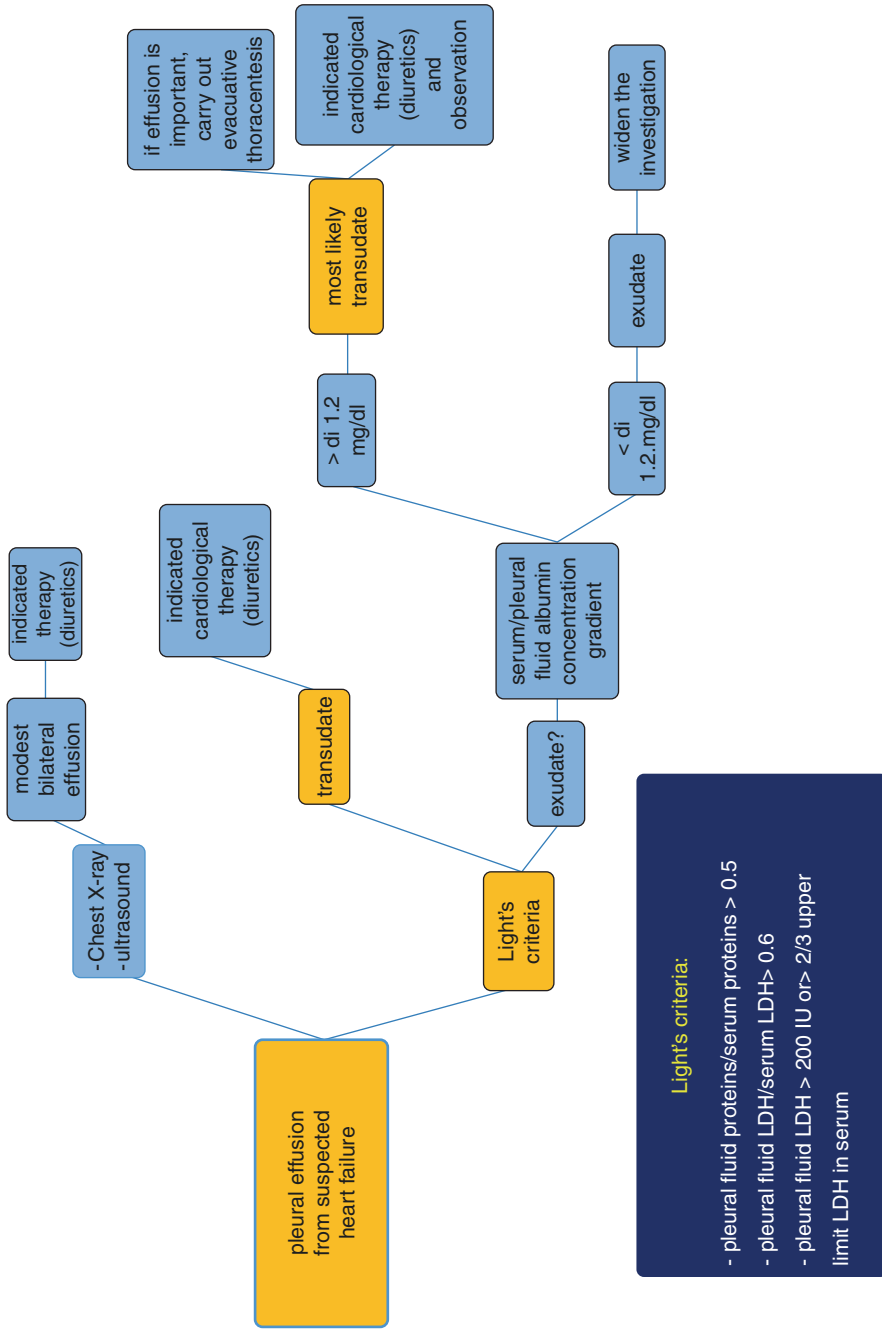 pleural effusion
from suspected
heart failure
- Chest X-ray
- ultrasound
modest
bilateral
effusion
indicated
therapy
(diuretics)
Light's
criteria
transudate
indicated
cardiological
therapy
(diuretics)
exudate?
serum/pleural
fluid albumin
concentration
gradient
> di 1.2
mg/dl
most likely
transudate
if effusion is
important,
carry out
evacuative
thoracentesis
indicated
cardiological
therapy
(diuretics)
and
observation
< di
1.2.mg/dl
exudate
widen the
investigation
Light's criteria:
- pleural fluid proteins/serum proteins > 0.5
- pleural fluid LDH/serum LDH> 0.6
- pleural fluid LDH > 200 IU or> 2/3 upper
limit LDH in serum